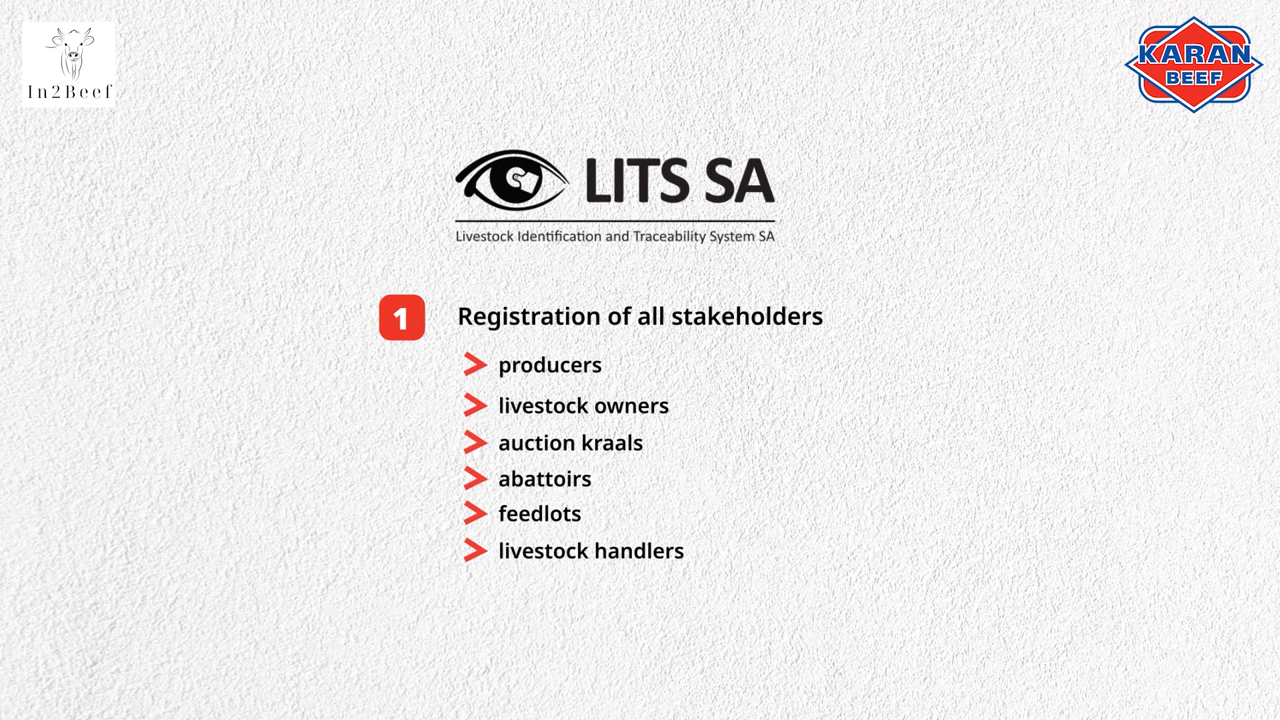 In2Beef
KARAN
BEEF
LITS SA
Livestock Identification and Traceability System SA
1 Registration of all stakeholders
producers
livestock owners
auction kraals
abattoirs
feedlots
livestock handlers